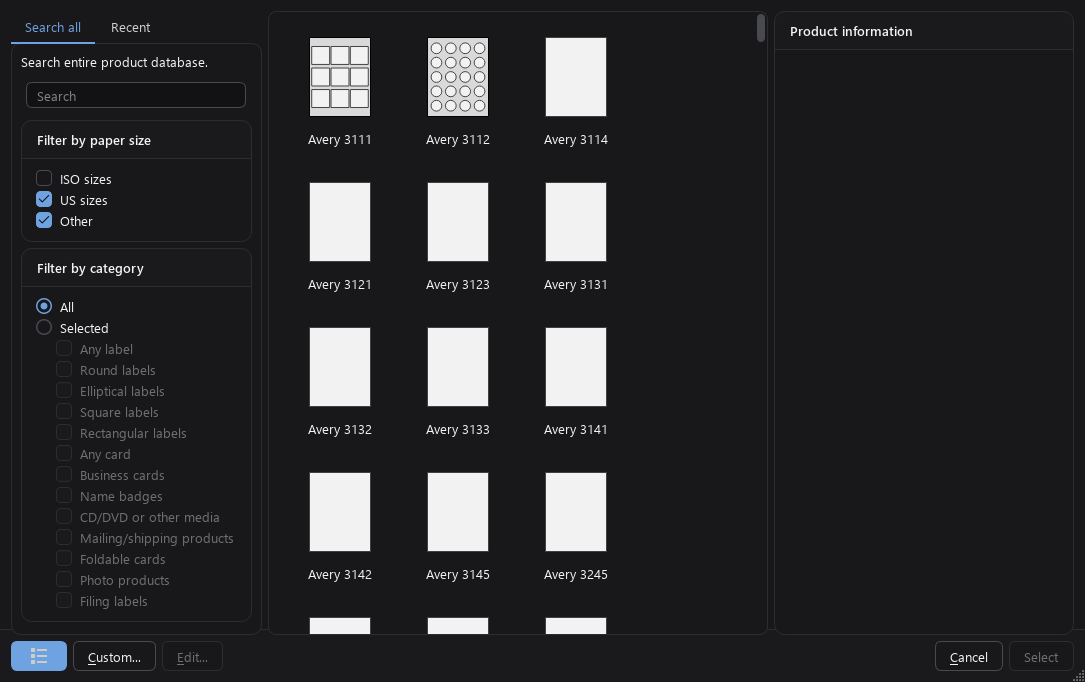 Search all
Recent
Search entire product database.
Search
Filter by paper size
ISO sizes
US sizes
Other
Filter by category
All
Selected
Any label
Round labels
Elliptical labels
Square labels
Rectangular labels
Any card
Business cards
Name badges
CD/DVD or other media
Mailing/shipping products
Foldable cards
Photo products
Filing labels
Avery 3111
Avery 3112
Avery 3114
Avery 3121
Avery 3123
Avery 3131
Avery 3132
Avery 3133
Avery 3141
Avery 3142
Avery 3145
Avery 3245
Product information
Custom...
Edit...
Cancel
Select